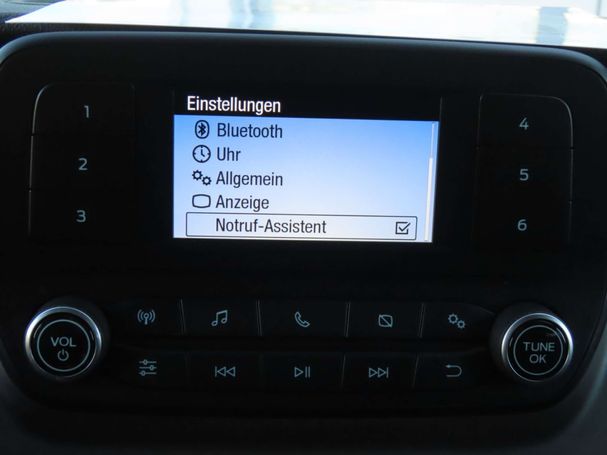 Einstellungen
Bluetooth
Uhr
Allgemein
Anzeige
Notruf-Assistent
1
2
3
4
5
6
VOL
TUNE
OK